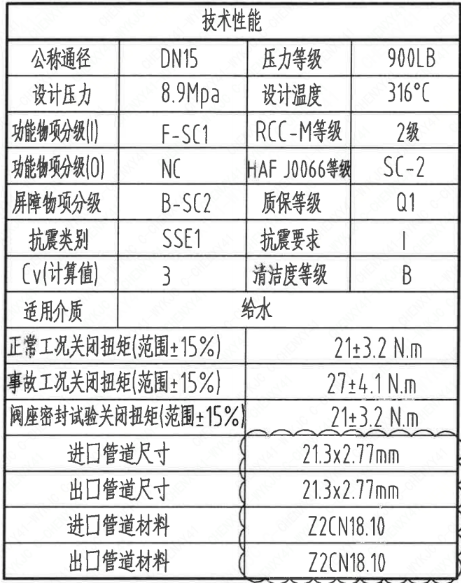 技术性能
公称通径 DN15 压力等级 900LB
设计压力 8.9Mpa 设计温度 316°C
功能物项分级(I) F-SC1 RCC-M等级 2级
功能物项分级(O) NC HAF J0066等级 SC-2
屏障物项分级 B-SC2 质保等级 Q1
抗震类别 SSE1 抗震要求 I
Cv(计算值) 3 清洁度等级 B
适用介质 给水
正常工况关闭扭矩(范围±15%) 21±3.2 N.m
事故工况关闭扭矩(范围±15%) 27±4.1 N.m
阀座密封试验关闭扭矩(范围±15%) 21±3.2 N.m
进口管道尺寸 21.3x2.77mm
出口管道尺寸 21.3x2.77mm
进口管道材料 Z2CN18.10
出口管道材料 Z2CN18.10